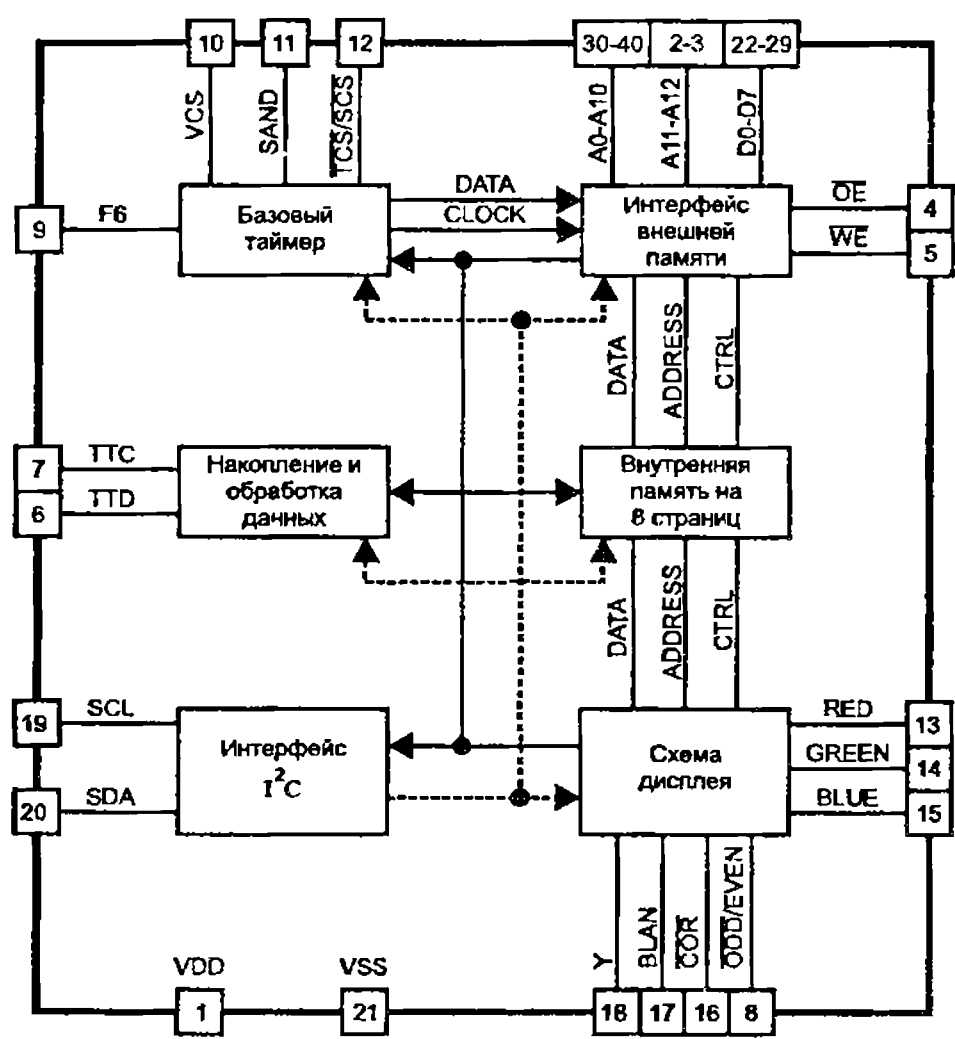 10 11 12 30-40 2-3 22-29
VCS SAND TCS/SCS A0-A10 A11-A12 D0-D7
9 F6
Базовый
таймер
DATA
CLOCK
Интерфейс
внешней
памяти
OE 4
WE 5
DATA ADDRESS CTRL
7 TTC
6 TTD
Накопление и
обработка
данных
Внутренняя
память на
8 страниц
DATA ADDRESS CTRL
19 SCL
20 SDA
Интерфейс
I²C
Схема
дисплея
RED 13
GREEN 14
BLUE 15
Y BLAN COR ODD/EVEN
VDD VSS
1 21 18 17 16 8